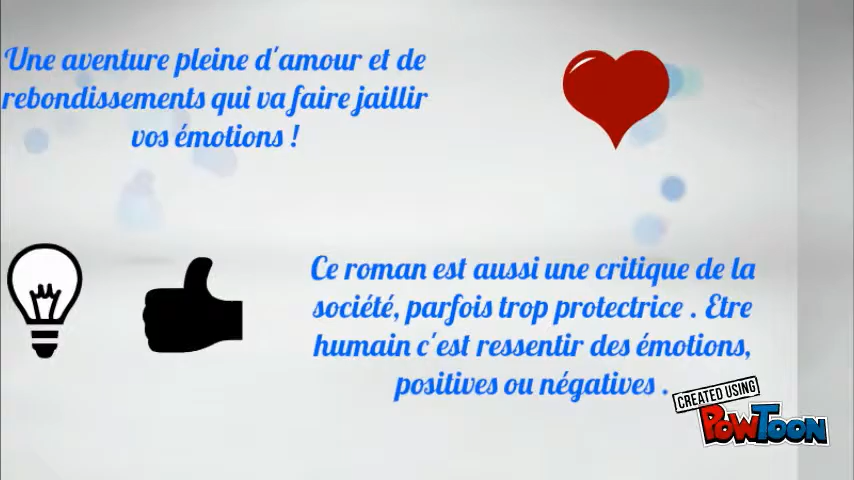 Une aventure pleine d'amour et de
rebondissements qui va faire jaillir
vos émotions !
Ce roman est aussi une critique de la
société, parfois trop protectrice . Etre
humain c'est ressentir des émotions,
positives ou négatives .
CREATED USING
POWTOON